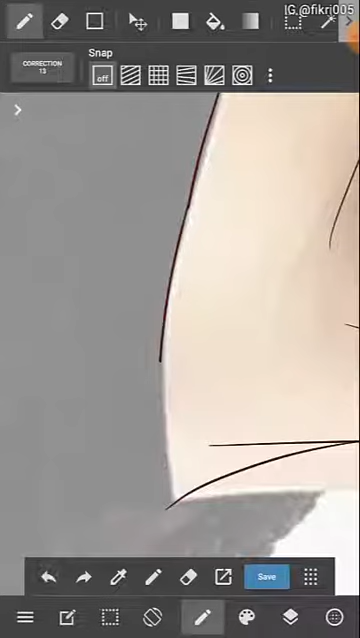 IG,@fikri005
Snap
CORRECTION
13
off
Save